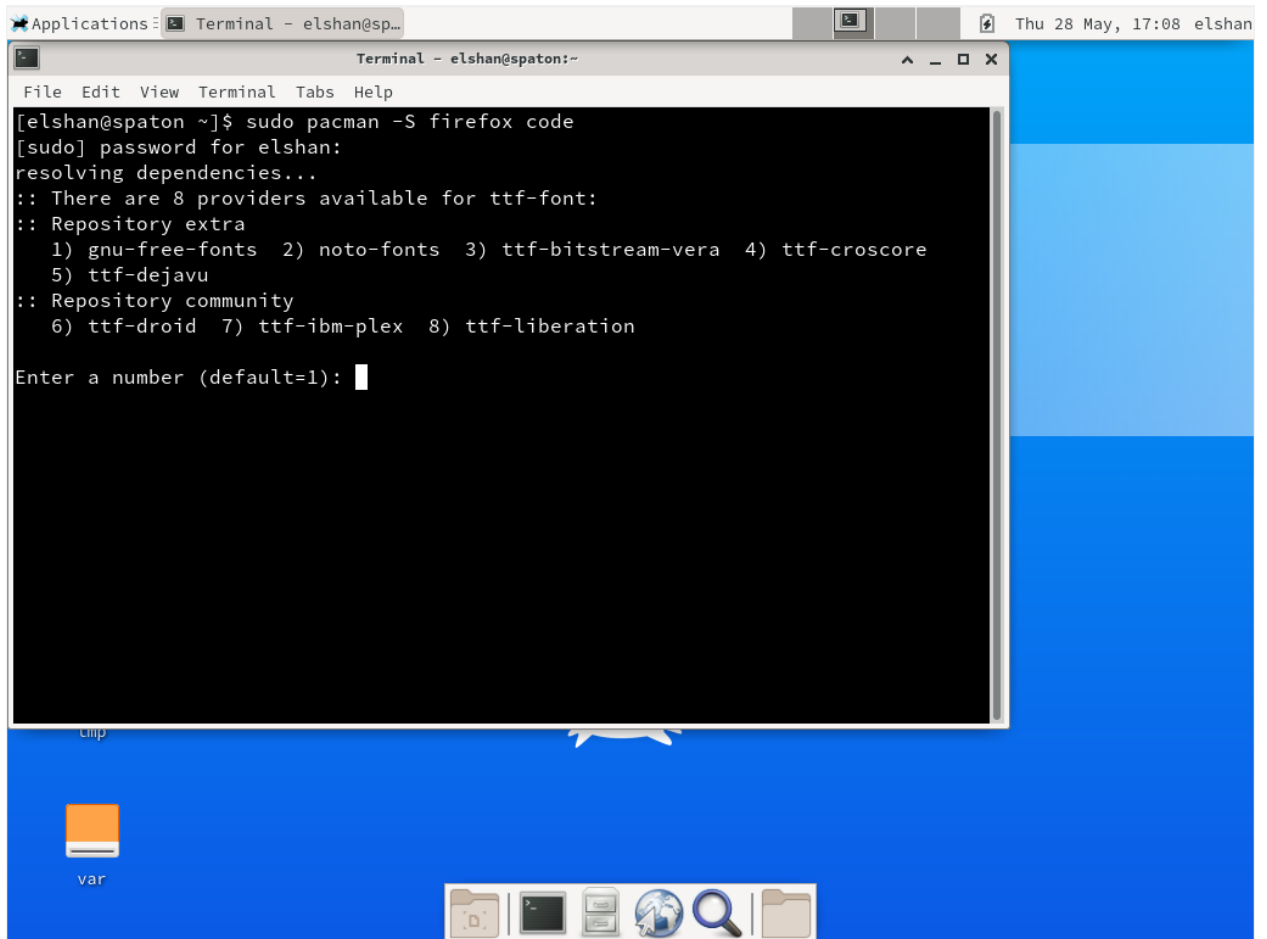 Applications Terminal - elshan@sp… Thu 28 May, 17:08 elshan
Terminal - elshan@spaton:~
File Edit View Terminal Tabs Help
[elshan@spaton ~]$ sudo pacman -S firefox code
[sudo] password for elshan:
resolving dependencies...
:: There are 8 providers available for ttf-font:
:: Repository extra
   1) gnu-free-fonts  2) noto-fonts  3) ttf-bitstream-vera  4) ttf-croscore
   5) ttf-dejavu
:: Repository community
   6) ttf-droid  7) ttf-ibm-plex  8) ttf-liberation
Enter a number (default=1):
tmp
var